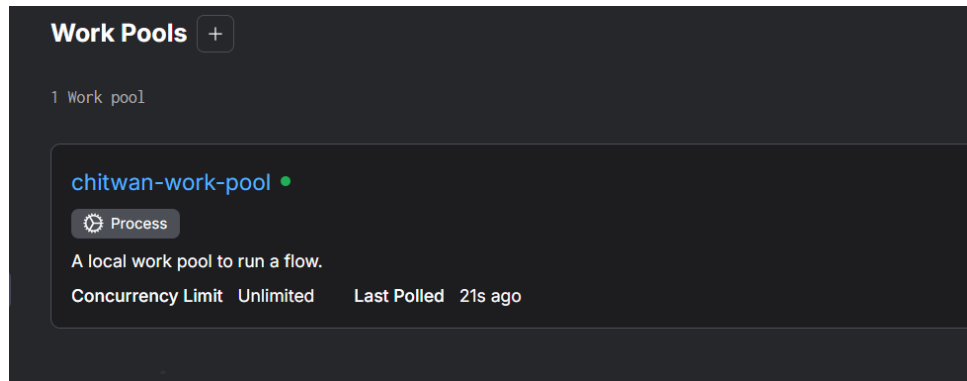 Work Pools +
1 Work pool
chitwan-work-pool
Process
A local work pool to run a flow.
Concurrency Limit Unlimited Last Polled 21s ago